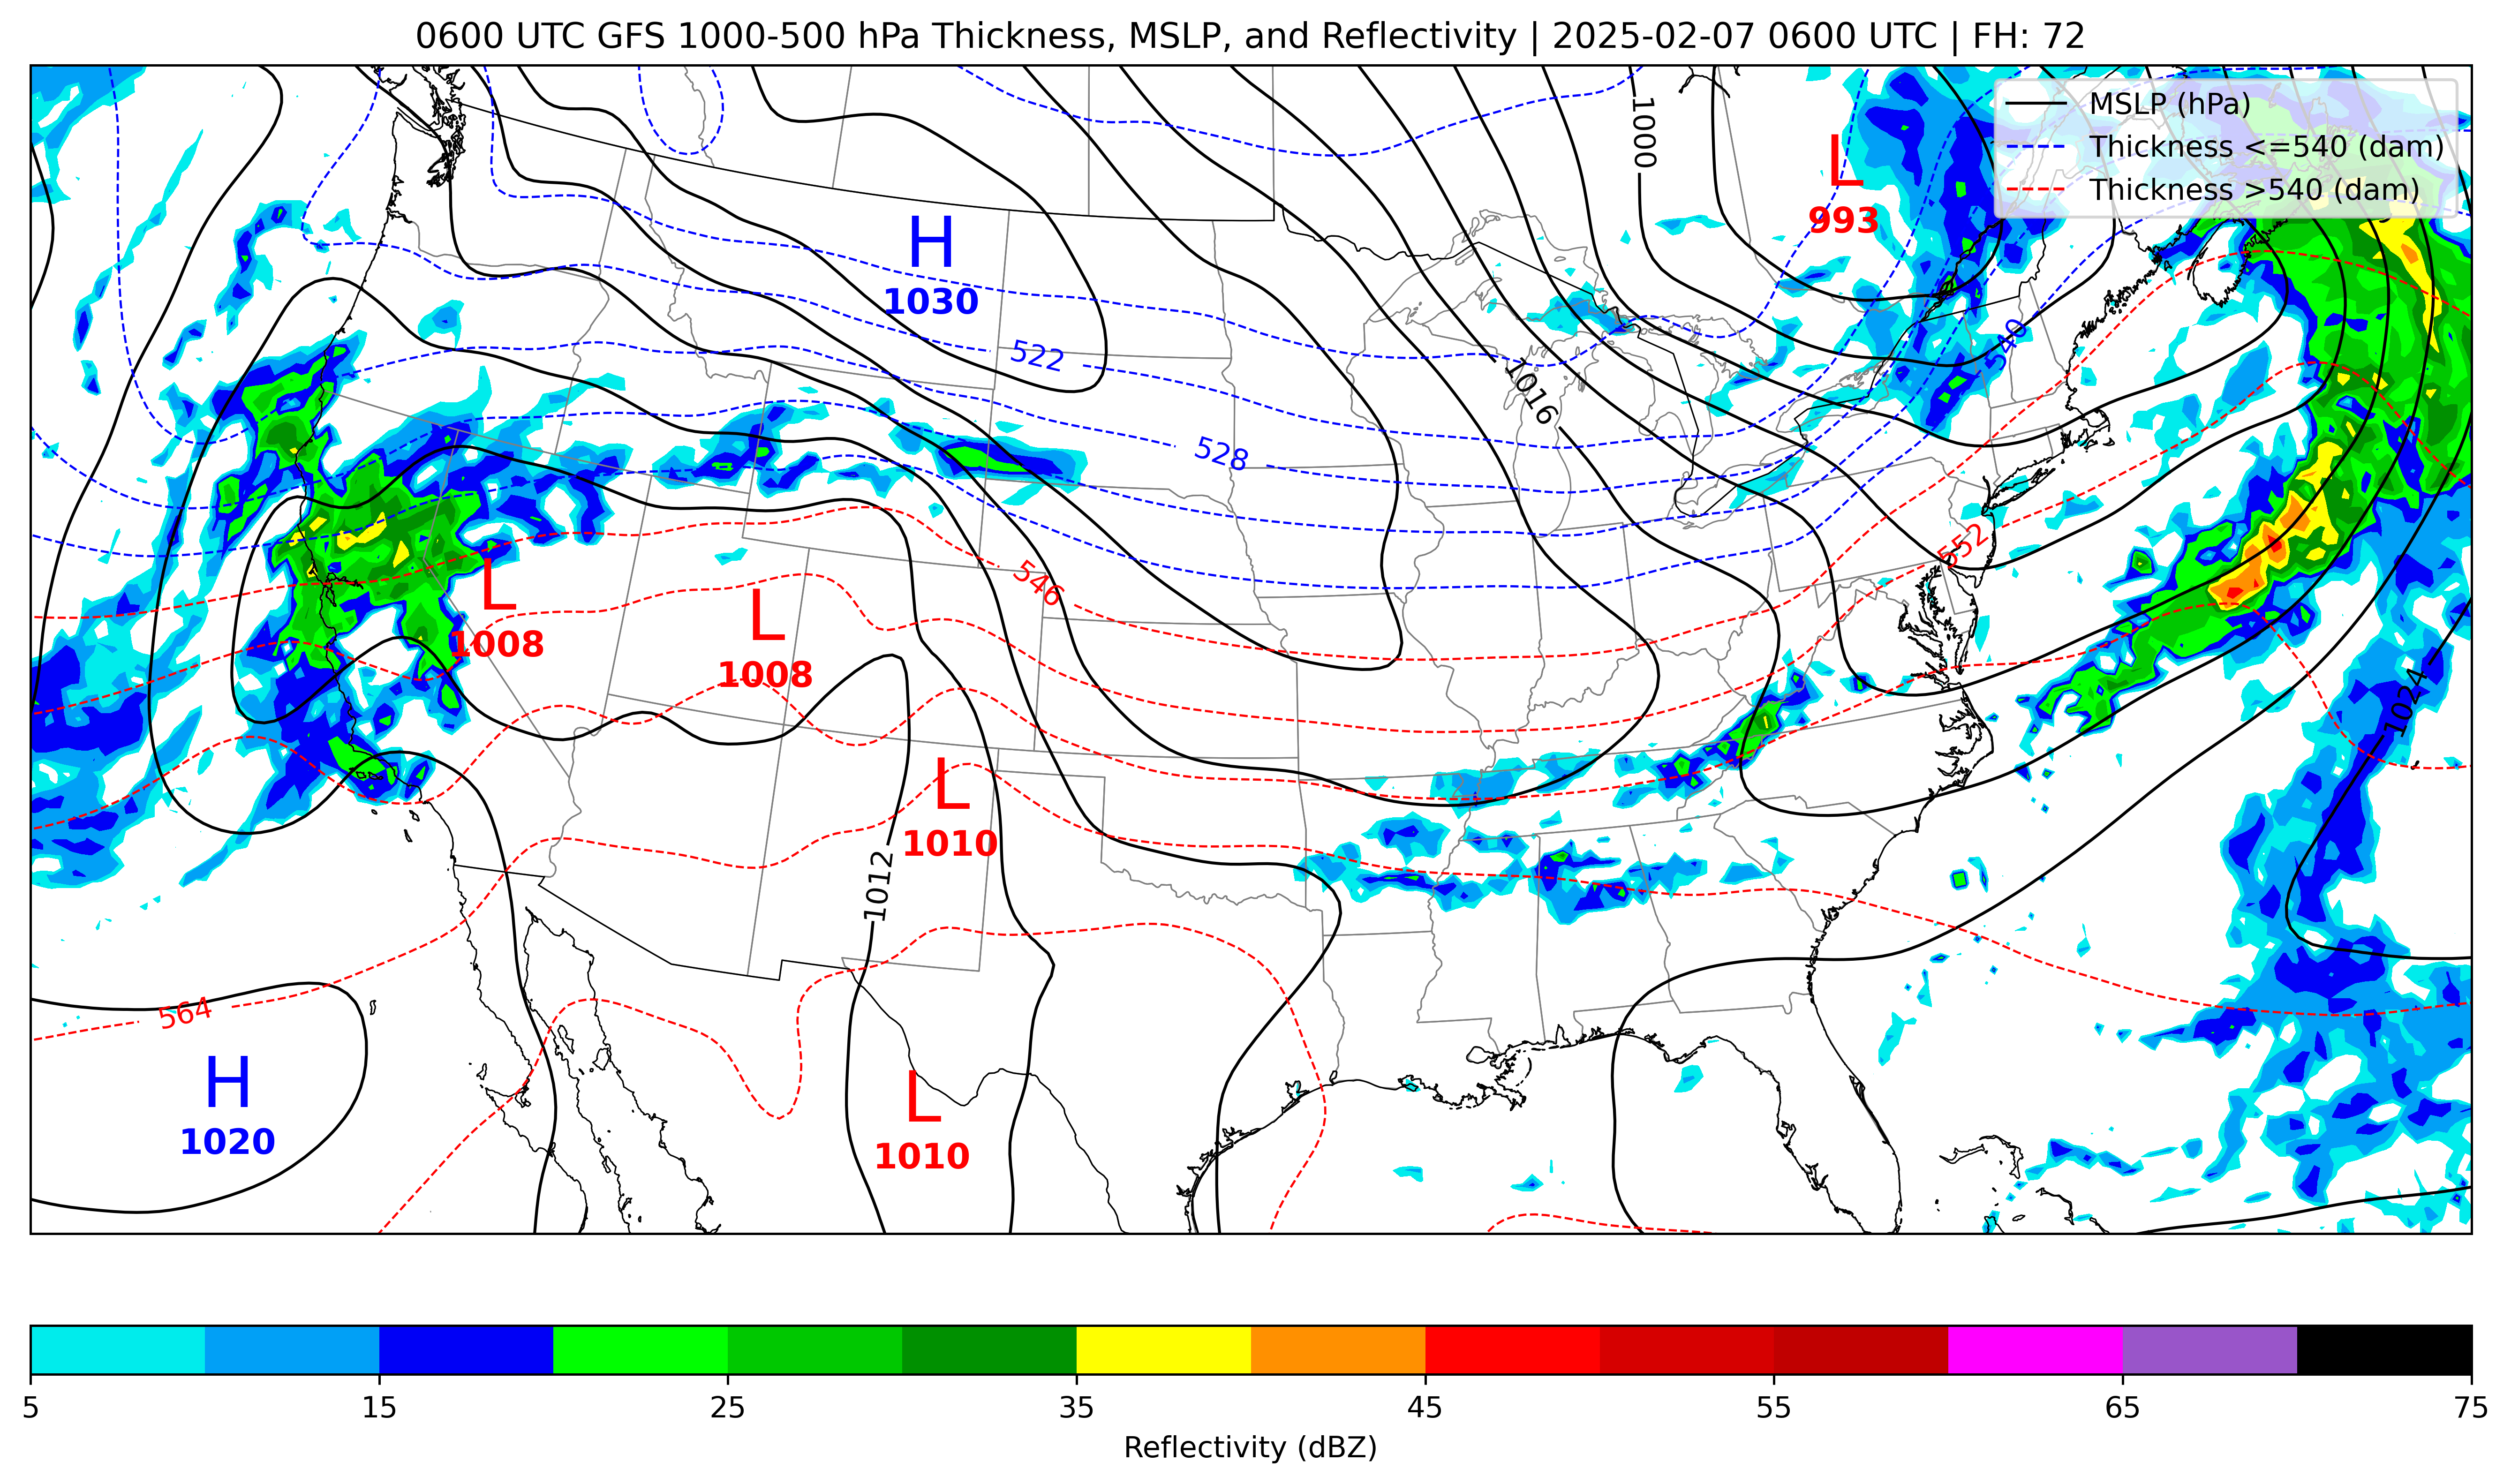 0600 UTC GFS 1000-500 hPa Thickness, MSLP, and Reflectivity | 2025-02-07 0600 UTC | FH: 72
MSLP (hPa)
Thickness <=540 (dam)
Thickness >540 (dam)
1000
L
993
H
1030
522
540
1016
528
552
546
L
1008
L
1008
1024
L
1010
1012
564
H
1020
L
1010
5
15
25
35
45
55
65
75
Reflectivity (dBZ)